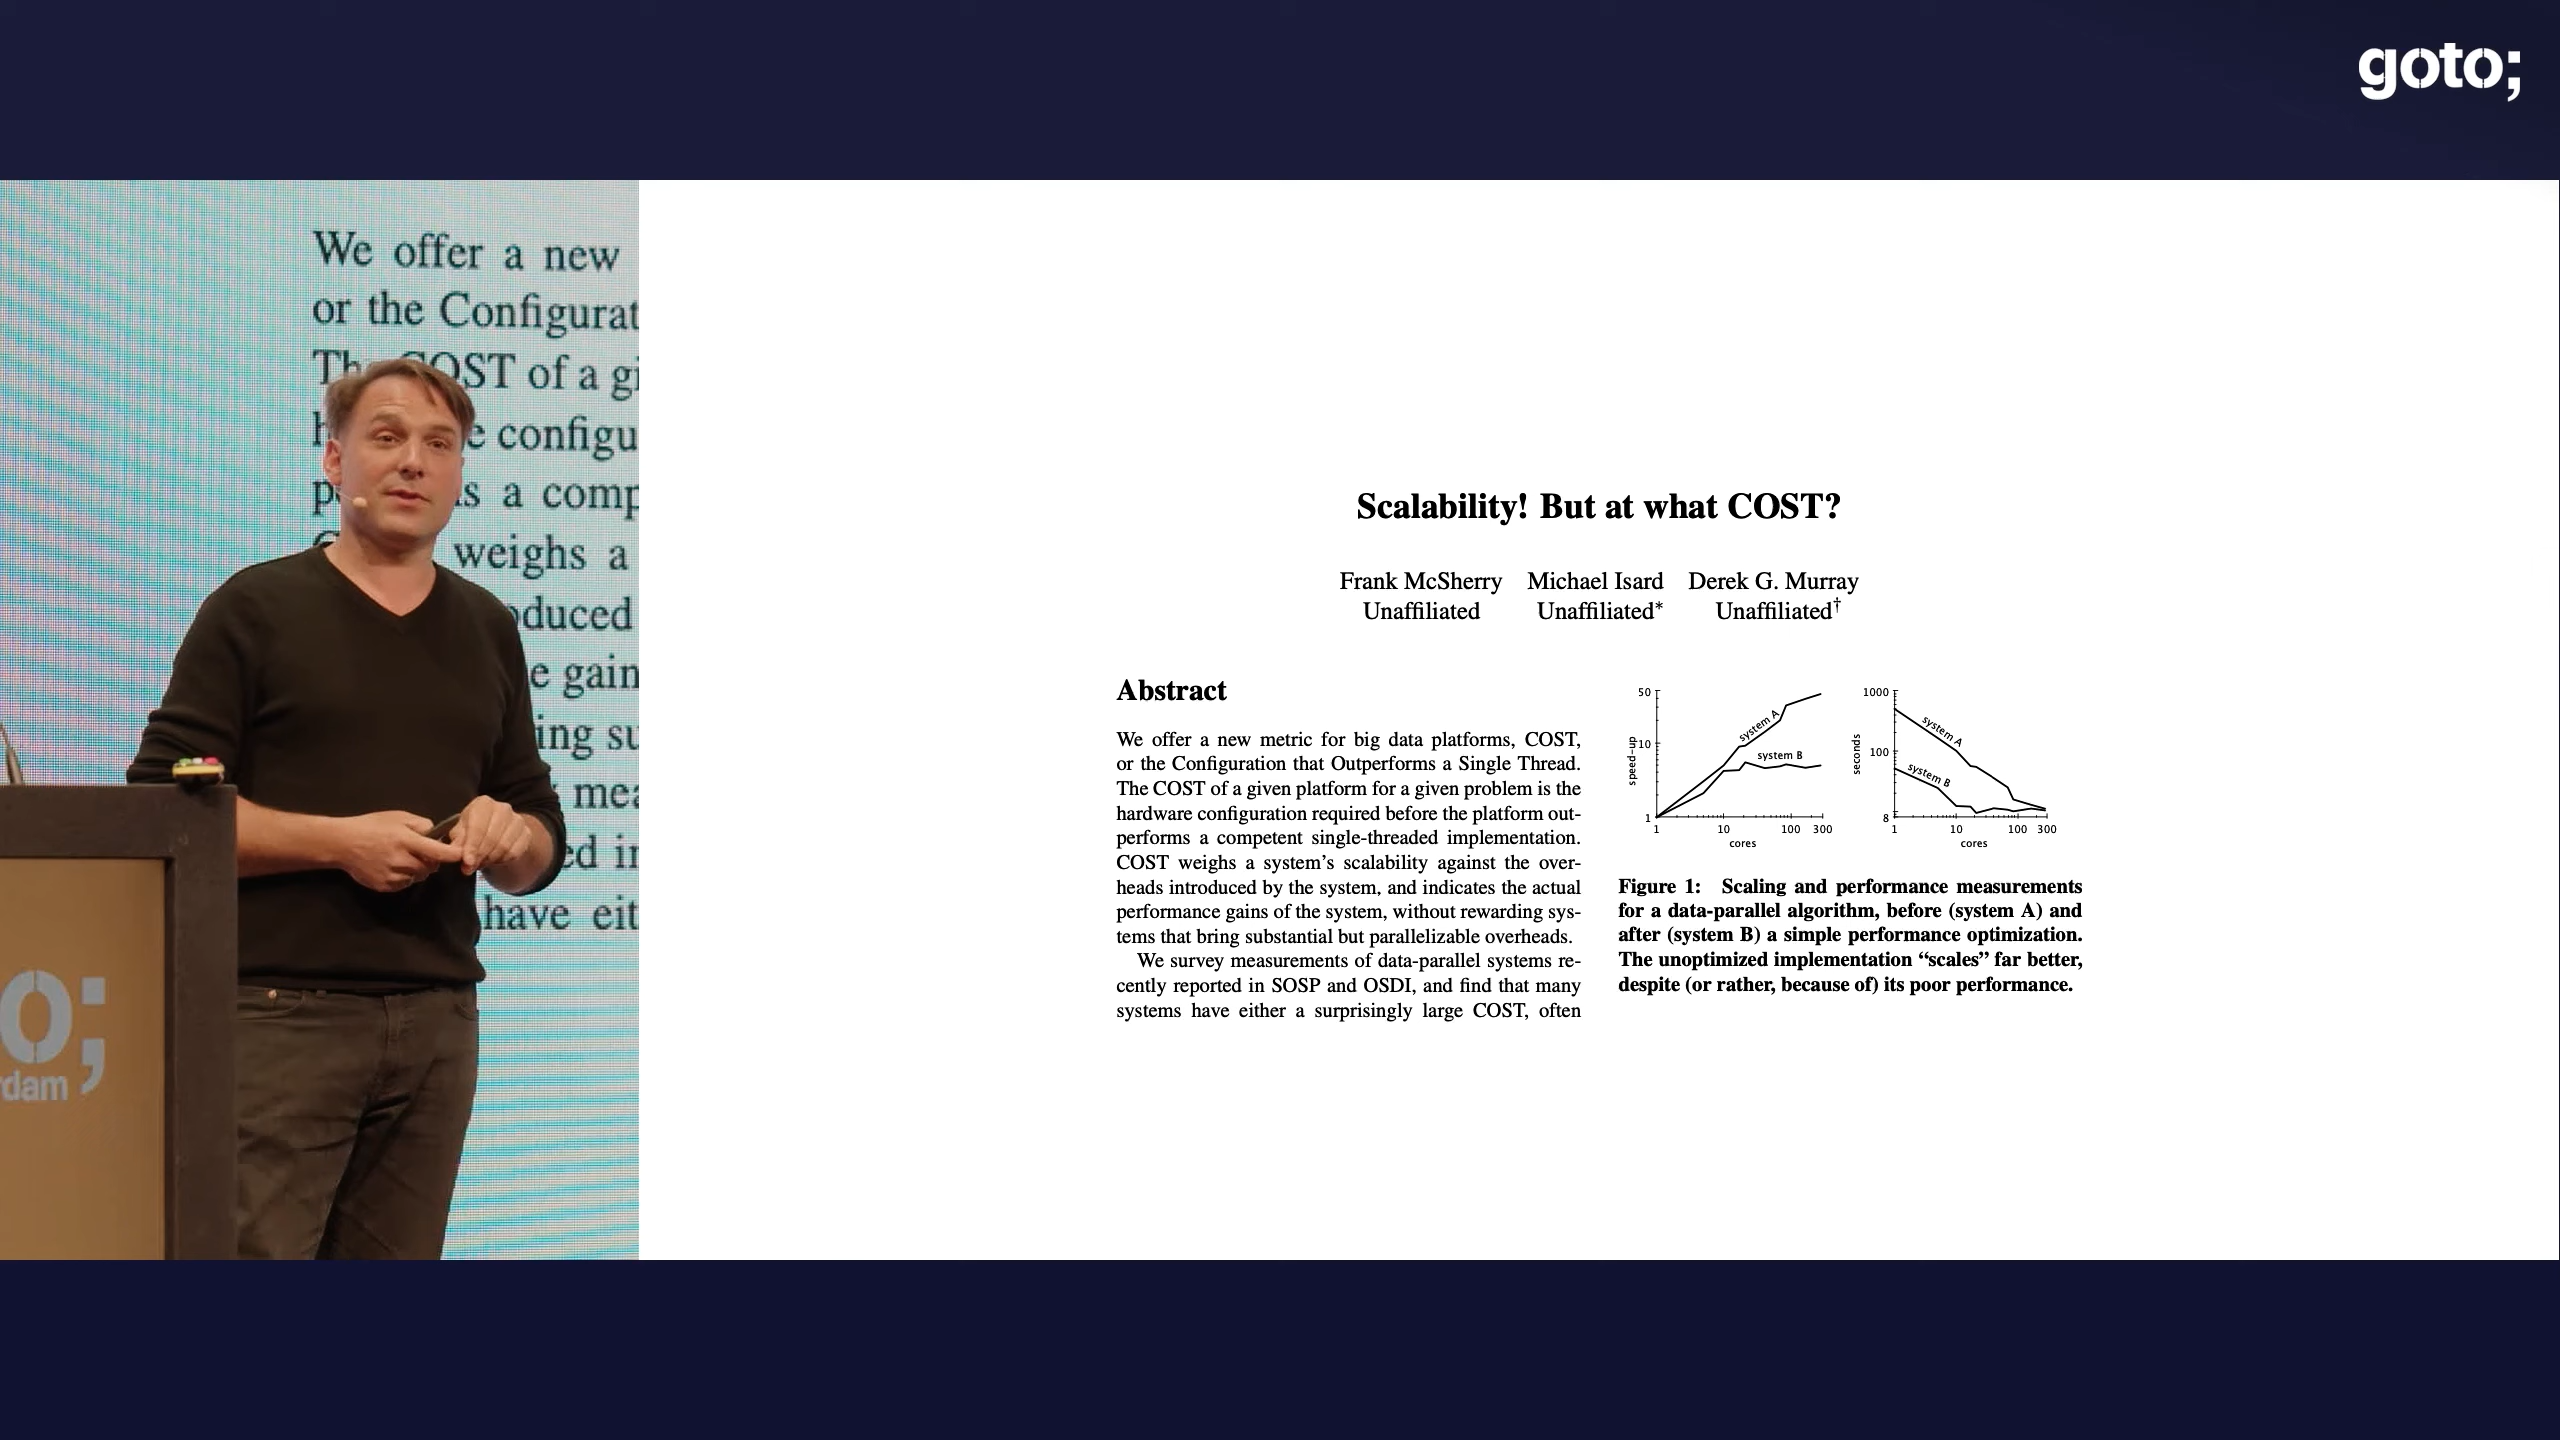 goto;
We offer a new
or the Configurat
The COST of a gi
e configu
s a comp
weighs a
oduced
e gain
ing su
mea
ed in
have eit
o;
rdam
Scalability! But at what COST?
Frank McSherry Michael Isard Derek G. Murray
Unaffiliated Unaffiliated* Unaffiliated†
Abstract
We offer a new metric for big data platforms, COST,
or the Configuration that Outperforms a Single Thread.
The COST of a given platform for a given problem is the
hardware configuration required before the platform out-
performs a competent single-threaded implementation.
COST weighs a system's scalability against the over-
heads introduced by the system, and indicates the actual
performance gains of the system, without rewarding sys-
tems that bring substantial but parallelizable overheads.
We survey measurements of data-parallel systems re-
cently reported in SOSP and OSDI, and find that many
systems have either a surprisingly large COST, often
50
10
1
speed-up
system A
system B
1 10 100 300
cores
1000
100
8
seconds
system A
system B
1 10 100 300
cores
Figure 1: Scaling and performance measurements
for a data-parallel algorithm, before (system A) and
after (system B) a simple performance optimization.
The unoptimized implementation “scales” far better,
despite (or rather, because of) its poor performance.